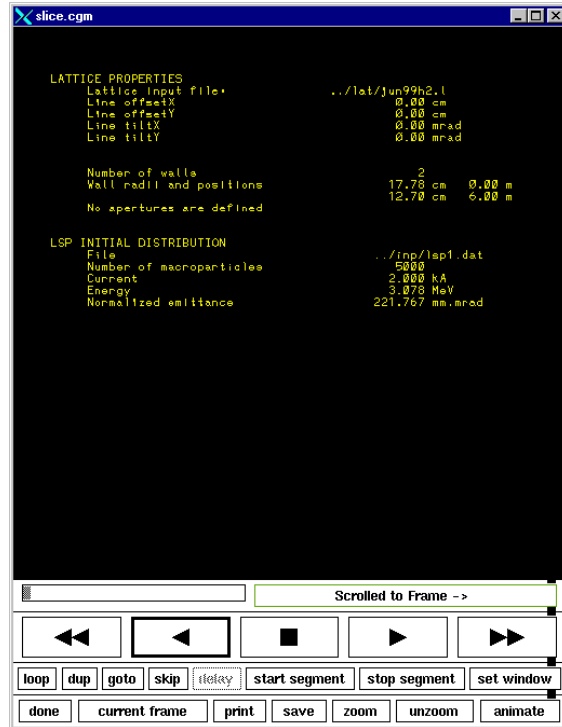 slice.cgm
LATTICE PROPERTIES
Lattice input file: ../lat/jun99h2.l
Line offsetX 0.00 cm
Line offsetY 0.00 cm
Line tiltX 0.00 mrad
Line tiltY 0.00 mrad
Number of walls 2
Wall radii and positions 17.78 cm 0.00 m
12.70 cm 6.00 m
No apertures are defined
LSP INITIAL DISTRIBUTION
File ../inp/lsp1.dat
Number of macroparticles 5000
Current 2.000 kA
Energy 3.078 MeV
Normalized emittance 221.767 mm.mrad
Scrolled to Frame ->
loop dup goto skip delay start segment stop segment set window
done current frame print save zoom unzoom animate